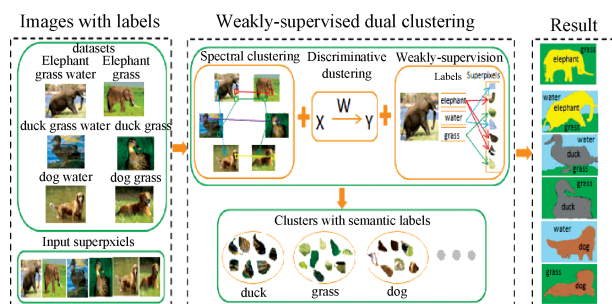 Images with labels
Weakly-supervised dual clustering
Result
datasets
Elephant
grass water
Elephant
grass
duck grass water
duck grass
dog water
dog grass
Input superpxiels
Spectral clustering
Discriminative
dustering
Weakly-supervision
X
W
Y
Labels
Superpixels
elephant
water
grass
Clusters with semantic labels
duck
grass
dog
grass
elephant
water
elephant
grass
water
duck
grass
grass
duck
water
dog
grass
dog